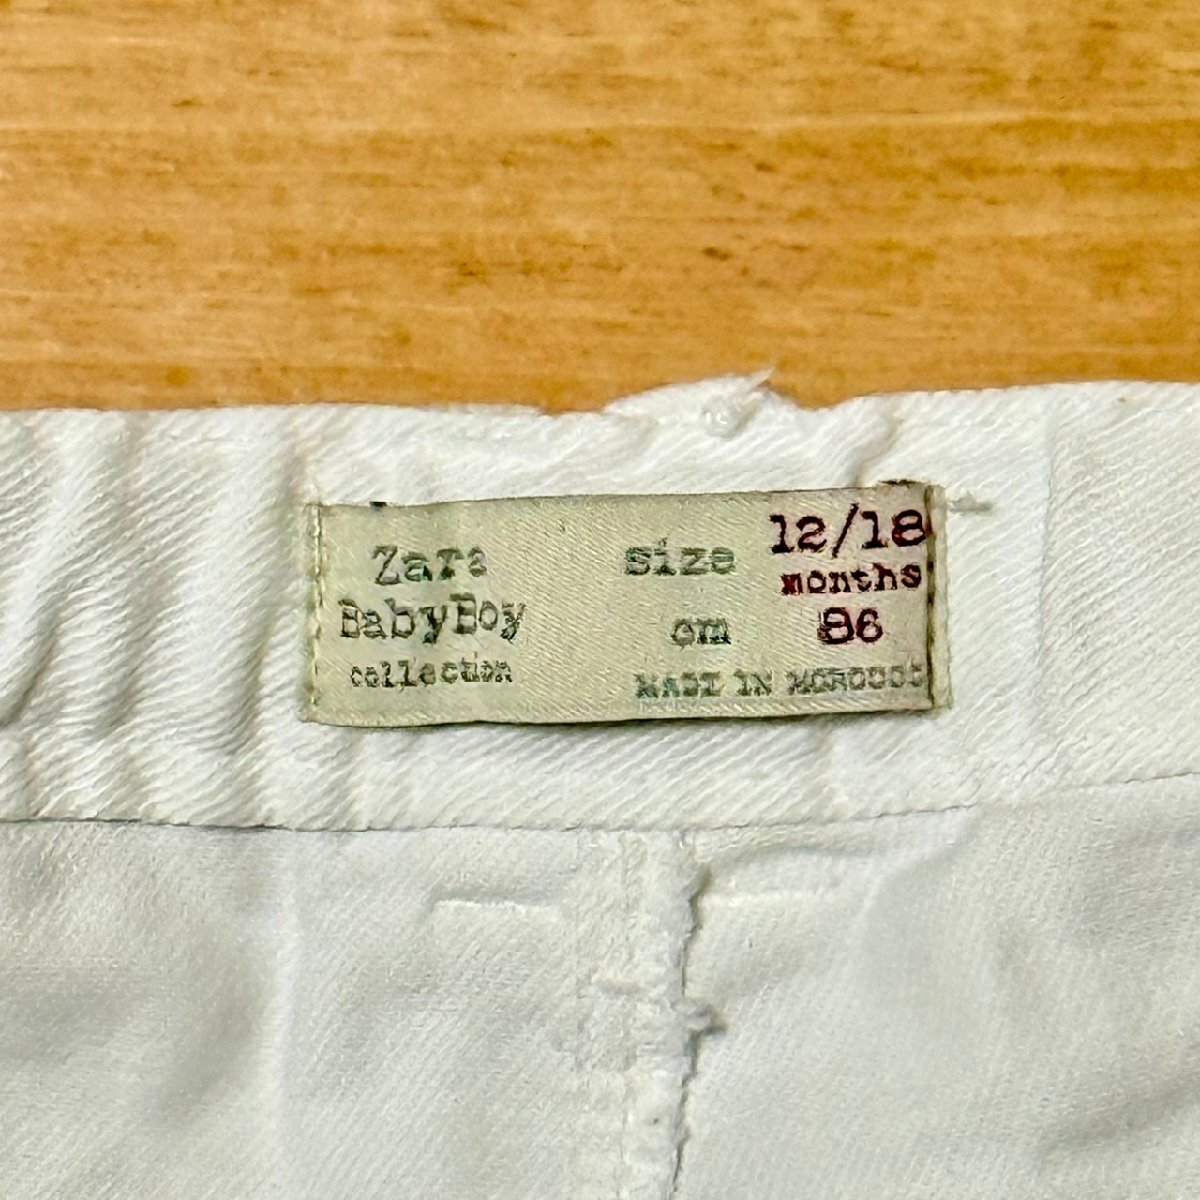 Zara
BabyBoy
collection
size 12/18
months
cm 86
MADE IN MOROCCO